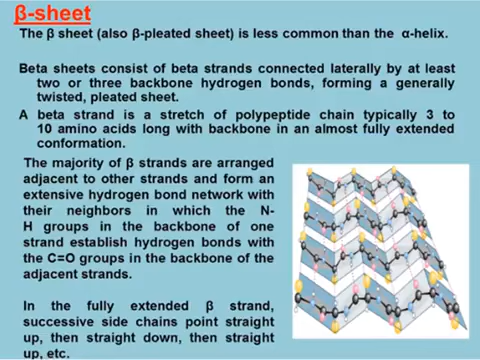 β-sheet
The β sheet (also β-pleated sheet) is less common than the α-helix.
Beta sheets consist of beta strands connected laterally by at least
two or three backbone hydrogen bonds, forming a generally
twisted, pleated sheet.
A beta strand is a stretch of polypeptide chain typically 3 to
10 amino acids long with backbone in an almost fully extended
conformation.
The majority of β strands are arranged
adjacent to other strands and form an
extensive hydrogen bond network with
their neighbors in which the N-
H groups in the backbone of one
strand establish hydrogen bonds with
the C=O groups in the backbone of the
adjacent strands.
In the fully extended β strand,
successive side chains point straight
up, then straight down, then straight
up, etc.